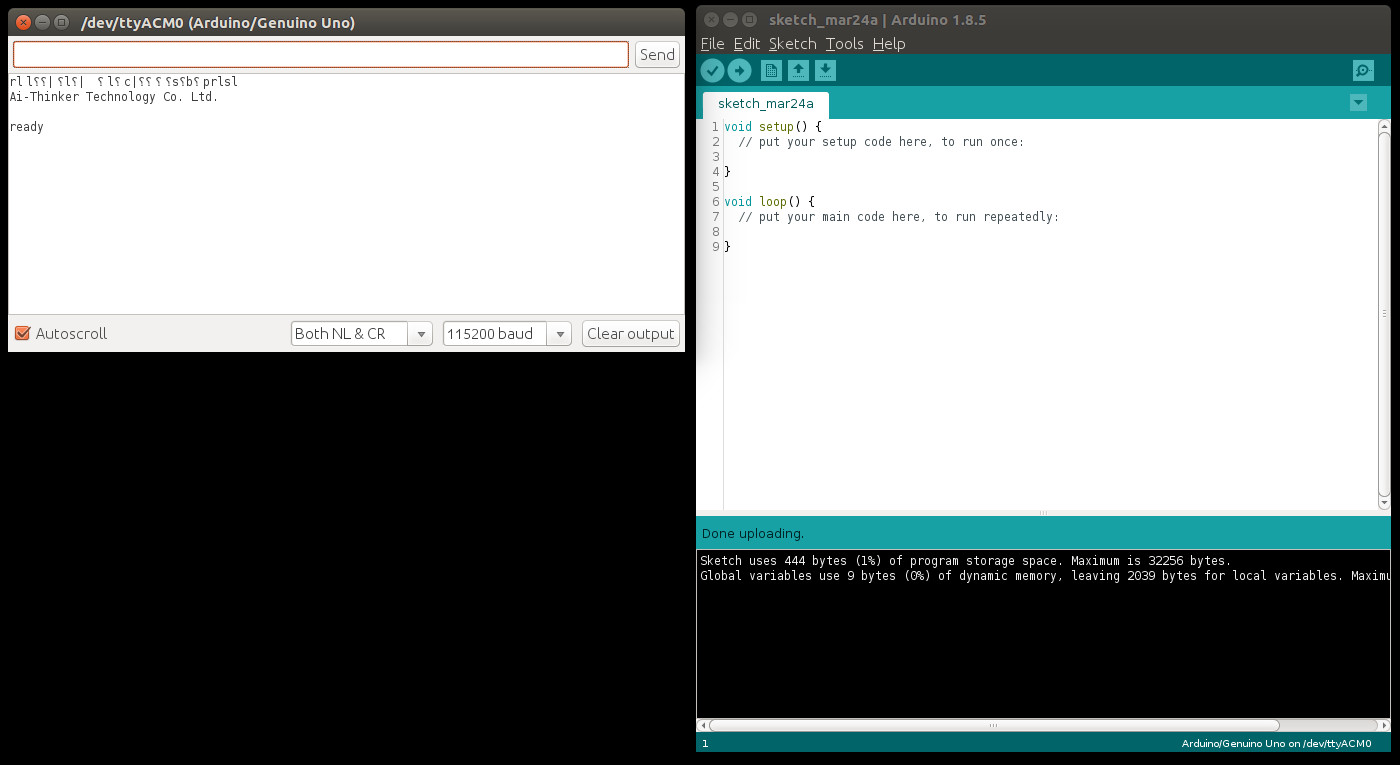 /dev/ttyACM0 (Arduino/Genuino Uno)
Send
Ai-Thinker Technology Co. Ltd.
ready
Autoscroll
Both NL & CR
115200 baud
Clear output
sketch_mar24a | Arduino 1.8.5
File Edit Sketch Tools Help
sketch_mar24a
1 void setup() {
2 // put your setup code here, to run once:
3
4 }
5
6 void loop() {
7 // put your main code here, to run repeatedly:
8
9 }
Done uploading.
Sketch uses 444 bytes (1%) of program storage space. Maximum is 32256 bytes.
Global variables use 9 bytes (0%) of dynamic memory, leaving 2039 bytes for local variables.
1
Arduino/Genuino Uno on /dev/ttyACM0